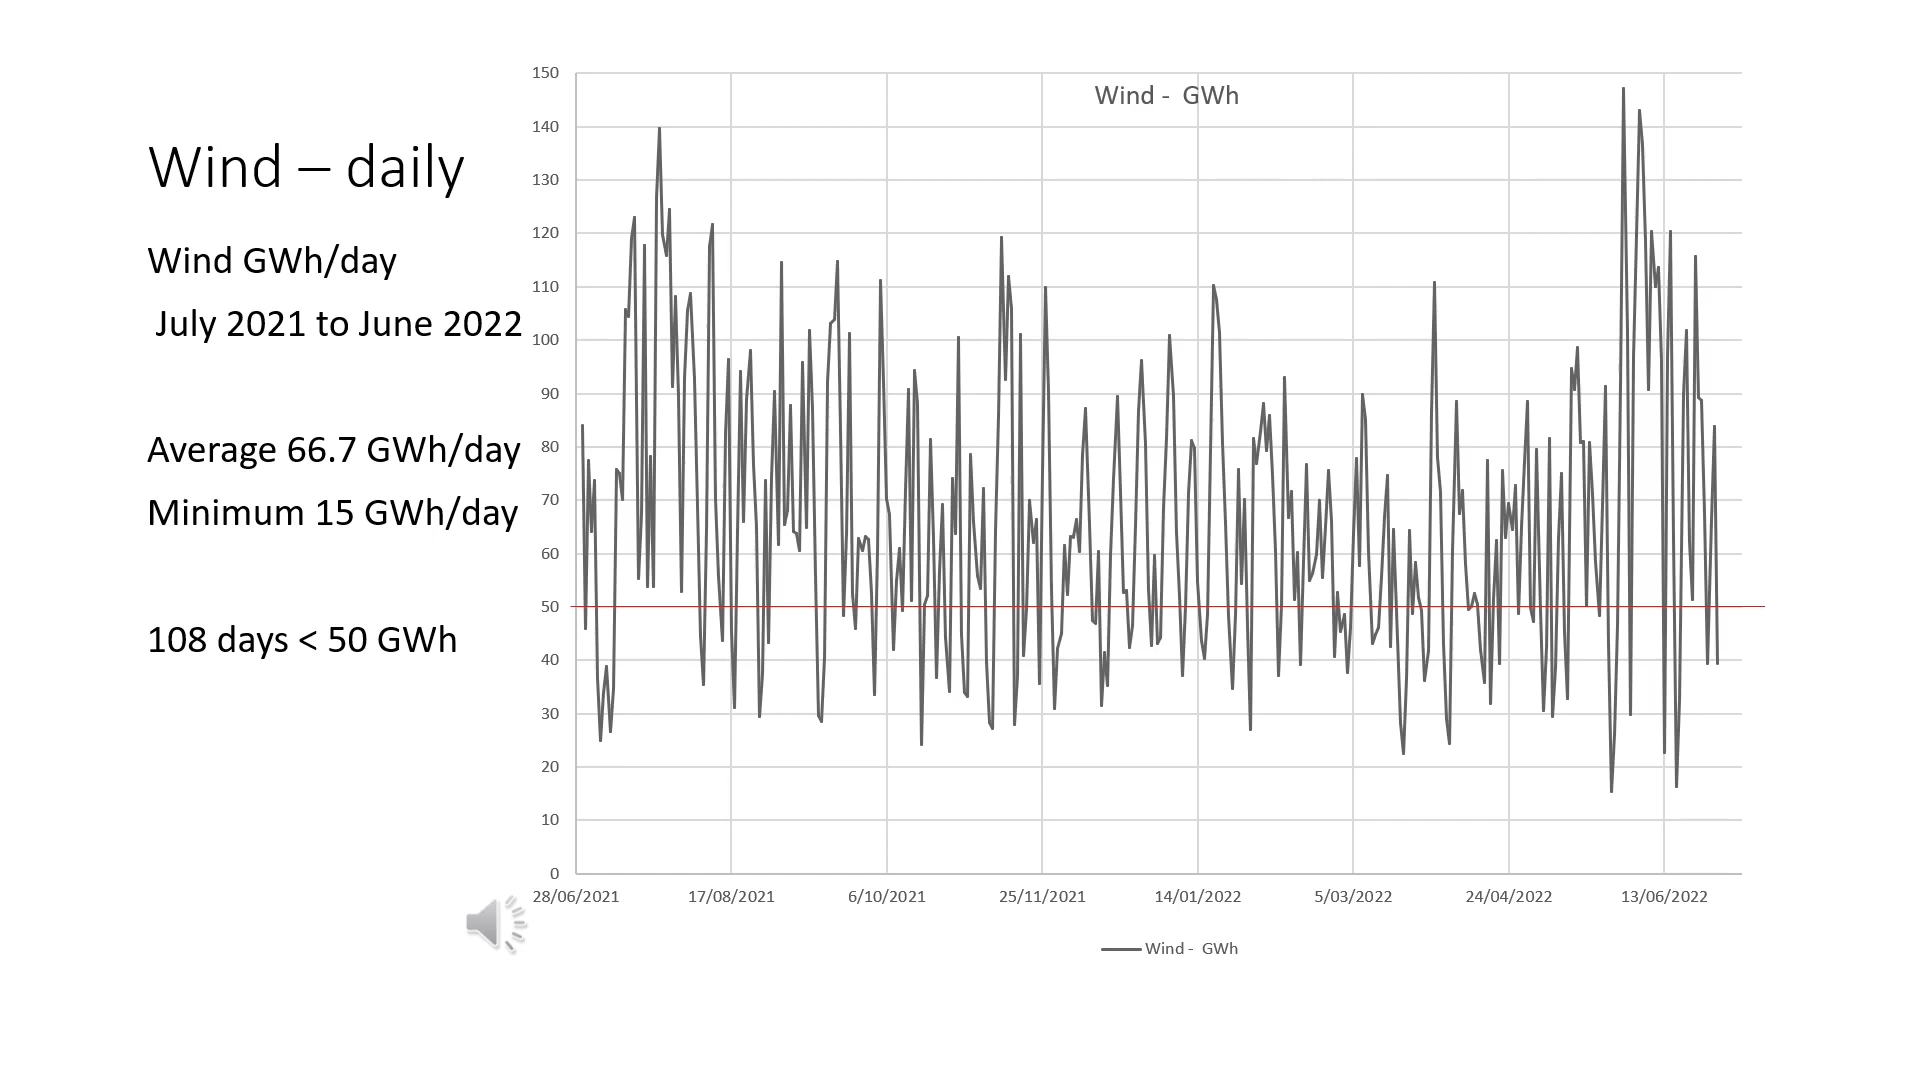 Wind – daily
Wind GWh/day
July 2021 to June 2022
Average 66.7 GWh/day
Minimum 15 GWh/day
108 days < 50 GWh
Wind -  GWh
150
140
130
120
110
100
90
80
70
60
50
40
30
20
10
0
28/06/2021 17/08/2021 6/10/2021 25/11/2021 14/01/2022 5/03/2022 24/04/2022 13/06/2022
Wind -  GWh